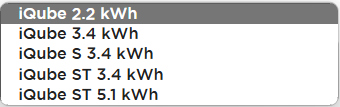 iQube 2.2 kWh
iQube 3.4 kWh
iQube S 3.4 kWh
iQube ST 3.4 kWh
iQube ST 5.1 kWh